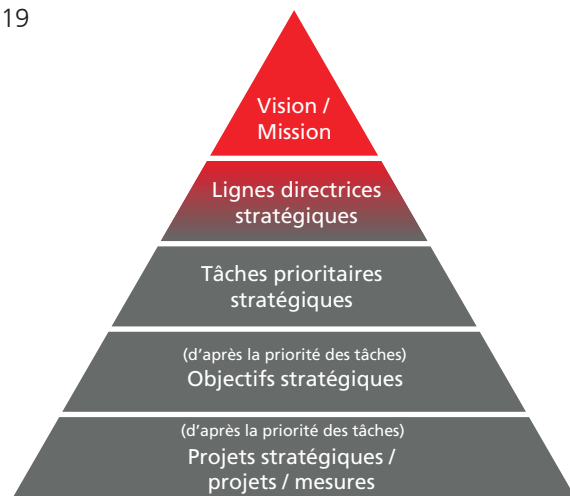 19
Vision /
Mission
Lignes directrices
stratégiques
Tâches prioritaires
stratégiques
(d'après la priorité des tâches)
Objectifs stratégiques
(d'après la priorité des tâches)
Projets stratégiques /
projets / mesures